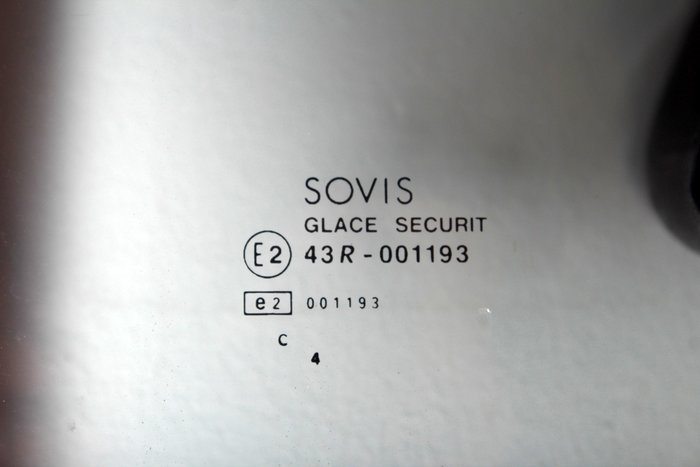 SOVIS
GLACE SECURIT
E2 43R-001193
e2 001193
C
4